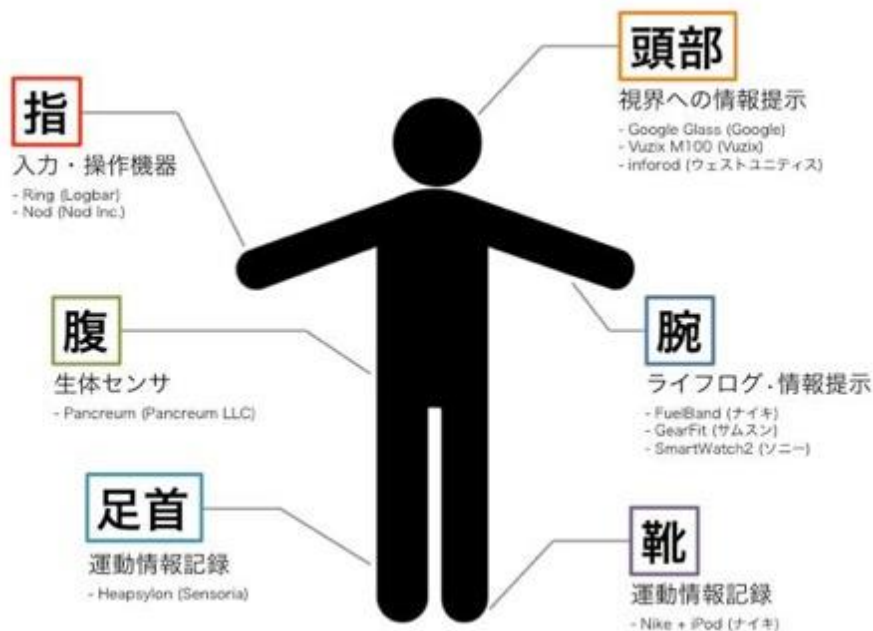 頭部
視界への情報提示
- Google Glass (Google)
- Vuzix M100 (Vuzix)
- inforod (ウェストユニティス)
指
入力・操作機器
- Ring (Logbar)
- Nod (Nod Inc.)
腹
生体センサ
- Pancreum (Pancreum LLC)
腕
ライフログ・情報提示
- FuelBand (ナイキ)
- GearFit (サムスン)
- SmartWatch2 (ソニー)
足首
運動情報記録
- Heapsylon (Sensoria)
靴
運動情報記録
- Nike + iPod (ナイキ)